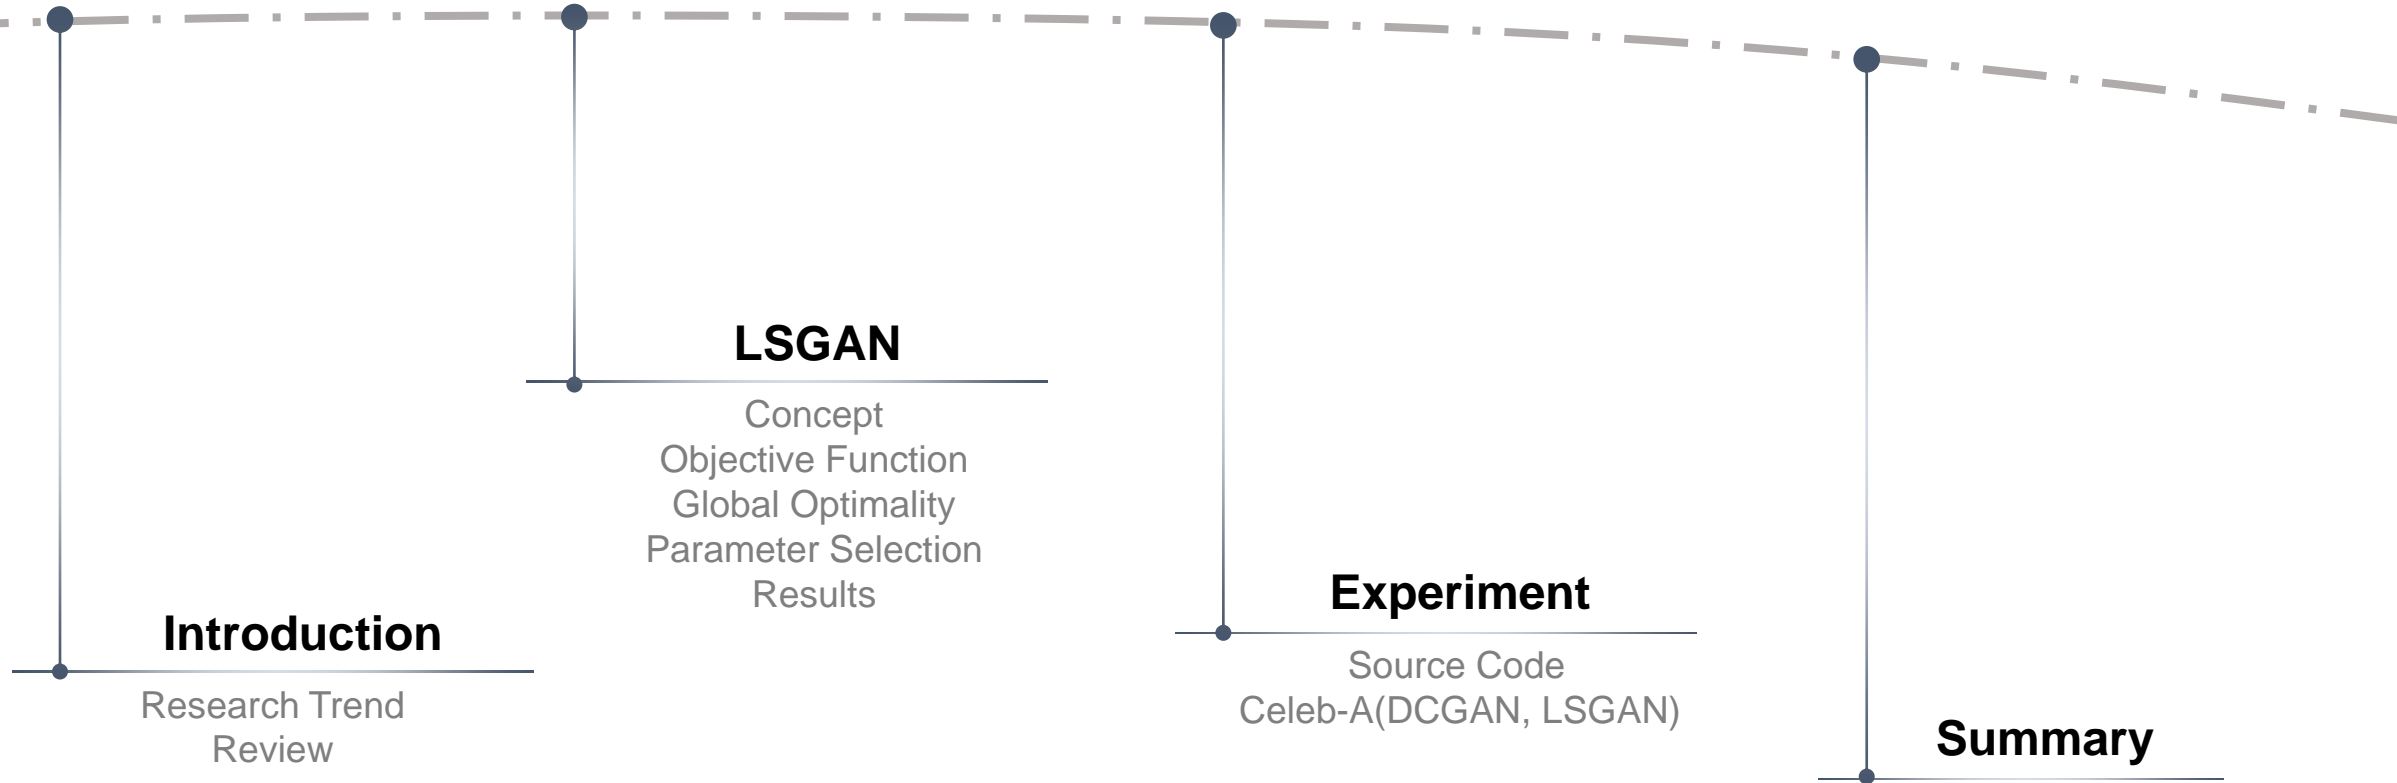 Introduction
Research Trend
Review
LSGAN
Concept
Objective Function
Global Optimality
Parameter Selection
Results
Experiment
Source Code
Celeb-A(DCGAN, LSGAN)
Summary